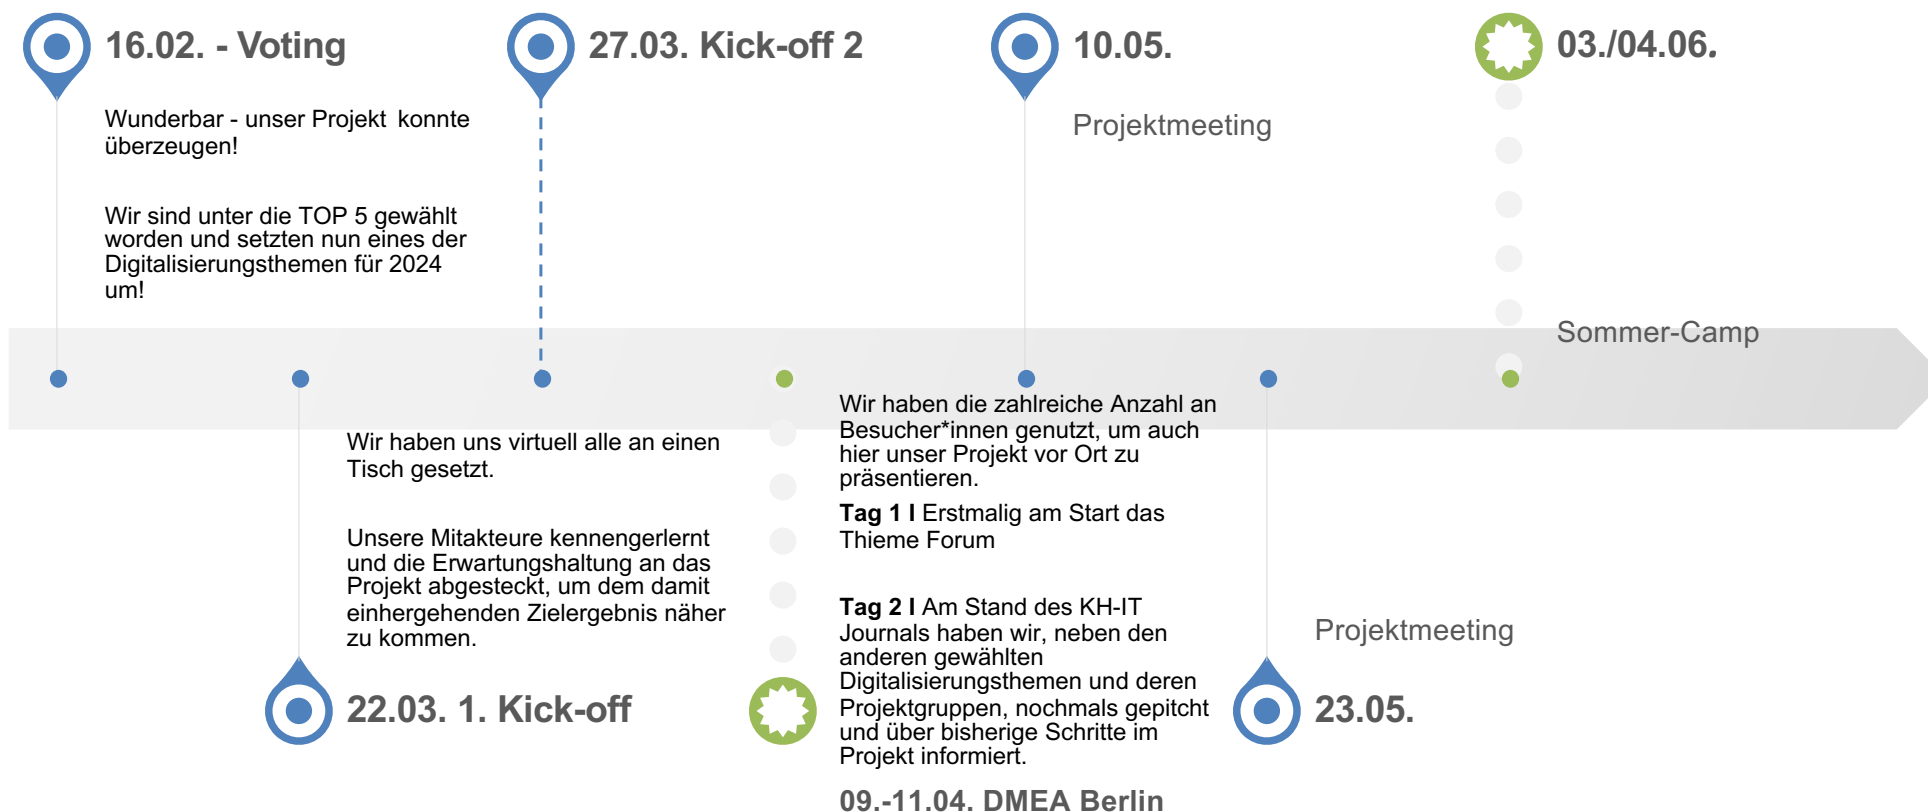 16.02. - Voting
Wunderbar - unser Projekt konnte
überzeugen!
Wir sind unter die TOP 5 gewählt
worden und setzten nun eines der
Digitalisierungsthemen für 2024
um!
27.03. Kick-off 2
10.05.
Projektmeeting
03./04.06.
Sommer-Camp
Wir haben uns virtuell alle an einen
Tisch gesetzt.
Unsere Mitakteure kennengerlernt
und die Erwartungshaltung an das
Projekt abgesteckt, um dem damit
einhergehenden Zielergebnis näher
zu kommen.
22.03. 1. Kick-off
Wir haben die zahlreiche Anzahl an
Besucher*innen genutzt, um auch
hier unser Projekt vor Ort zu
präsentieren.
Tag 1 I Erstmalig am Start das
Thieme Forum
Tag 2 I Am Stand des KH-IT
Journals haben wir, neben den
anderen gewählten
Digitalisierungsthemen und deren
Projektgruppen, nochmals gepitcht
und über bisherige Schritte im
Projekt informiert.
09.-11.04. DMEA Berlin
Projektmeeting
23.05.